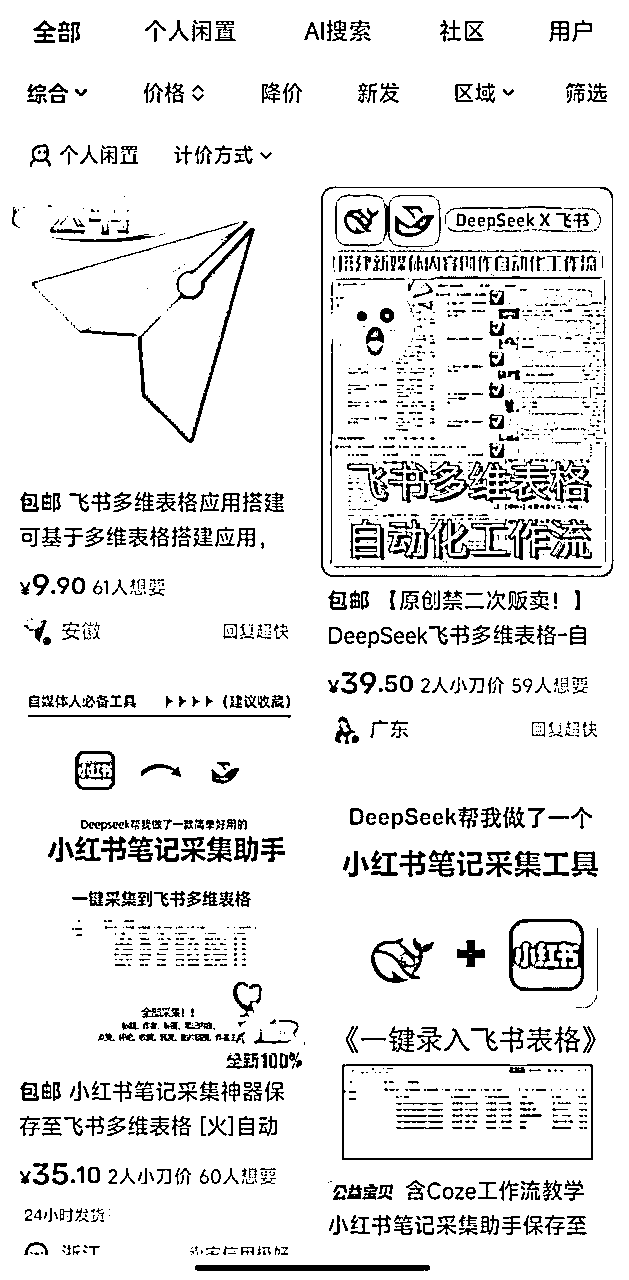 全部 个人闲置 AI搜索 社区 用户
综合 价格 降价 新发 区域 筛选
个人闲置 计价方式
包邮 飞书多维表格应用搭建
可基于多维表格搭建应用，
¥9.90 61人想要
安徽 回复超快
DeepSeek X 飞书
搭建新媒体内容创作自动化工作流
飞书多维表格
自动化工作流
包邮 【原创禁二次贩卖！】
DeepSeek飞书多维表格-自
¥39.50 2人小刀价 59人想要
广东 回复超快
自媒体人必备工具 (建议收藏)
小红书
Deepseek帮我做了一款简单好用的
小红书笔记采集助手
一键采集到飞书多维表格
全新100%
包邮 小红书笔记采集神器保
存至飞书多维表格 [火]自动
¥35.10 2人小刀价 60人想要
24小时发货
浙江 卖家信用极好
DeepSeek帮我做了一个
小红书笔记采集工具
小红书
《一键录入飞书表格》
公益宝贝 含Coze工作流教学
小红书笔记采集助手保存至